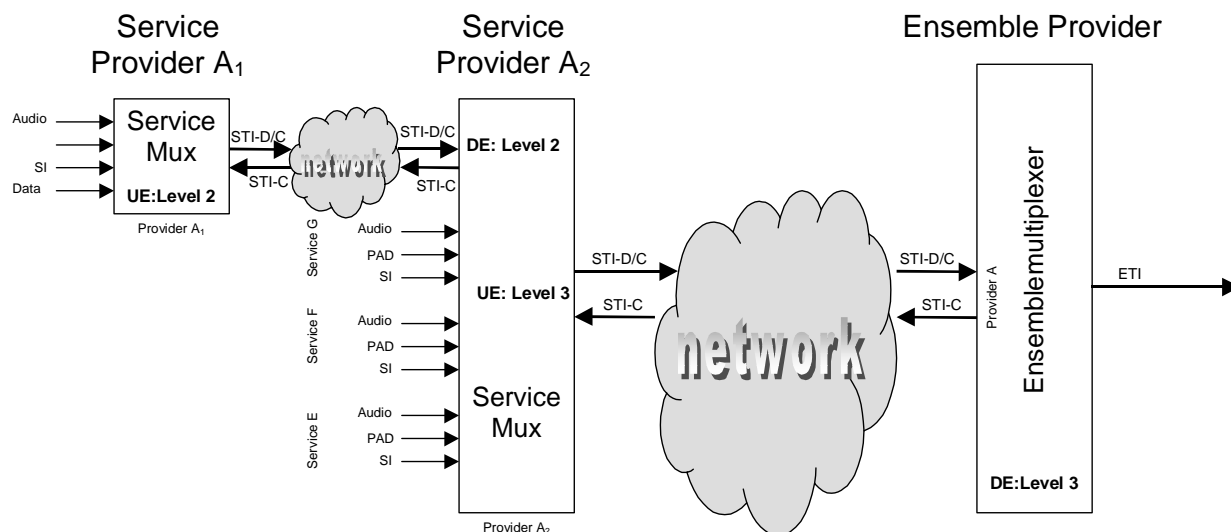 Service
Provider A1
Service
Provider A2
Ensemble Provider
Audio
SI
Data
Service
Mux
UE:Level 2
Provider A1
STI-D/C
STI-C
network
STI-D/C
STI-C
DE: Level 2
Service G
Audio
PAD
SI
UE: Level 3
Service F
Audio
PAD
SI
Service E
Audio
PAD
SI
Service
Mux
Provider A2
STI-D/C
STI-C
network
STI-D/C
STI-C
Provider A
Ensemblemultiplexer
DE:Level 3
ETI